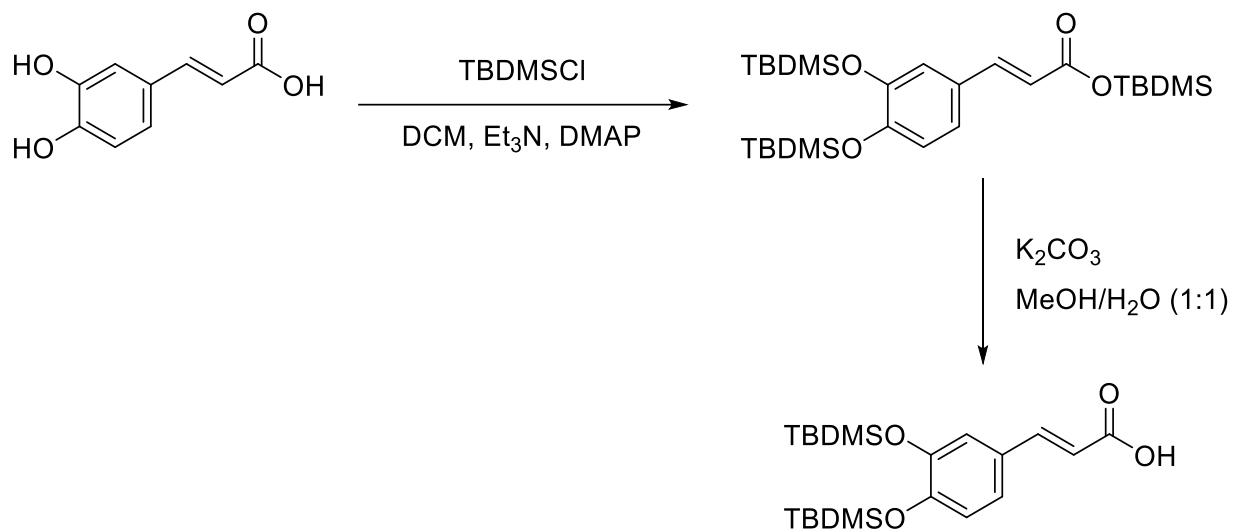 HO
HO
O
OH
TBDMSCl
DCM, Et₃N, DMAP
TBDMSO
TBDMSO
O
OTBDMS
K₂CO₃
MeOH/H₂O (1:1)
TBDMSO
TBDMSO
O
OH